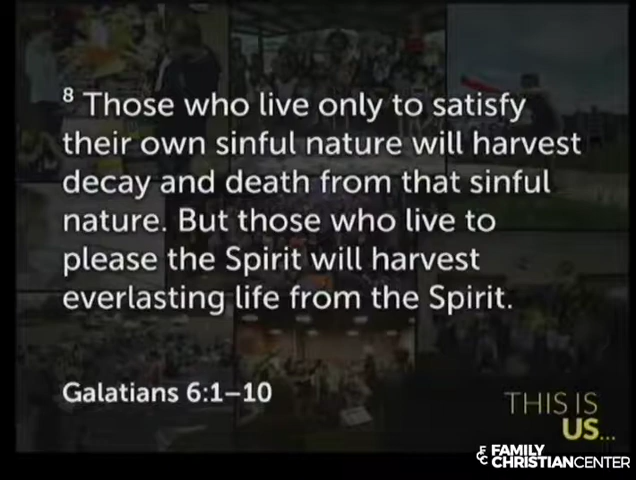 8 Those who live only to satisfy
their own sinful nature will harvest
decay and death from that sinful
nature. But those who live to
please the Spirit will harvest
everlasting life from the Spirit.
Galatians 6:1–10
THIS IS
US...
FAMILY
CHRISTIANCENTER